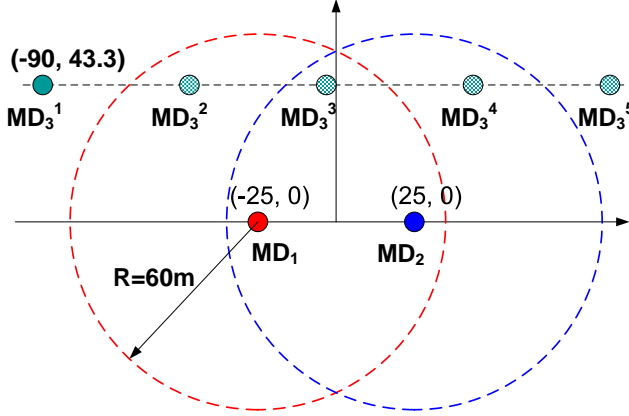 (-90, 43.3)
MD₃¹ MD₃² MD₃³ MD₃⁴ MD₃⁵
(-25, 0) (25, 0)
MD₁ MD₂
R=60m